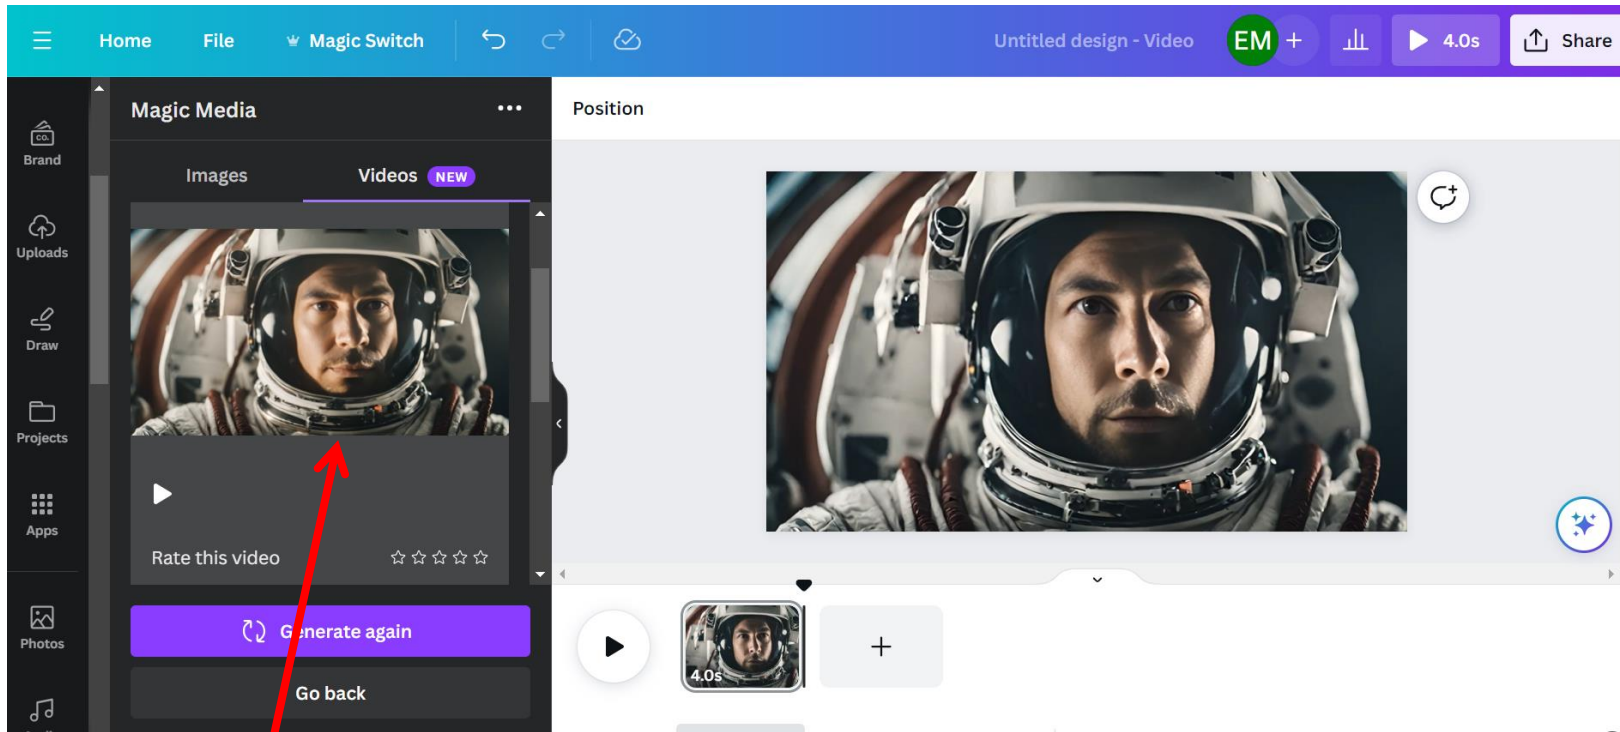 Home File Magic Switch Untitled design - Video EM + 4.0s Share
Magic Media
Position
Images Videos NEW
CO.
Brand
Uploads
Draw
Projects
Apps
Rate this video
Photos
Generate again
4.0s
Go back